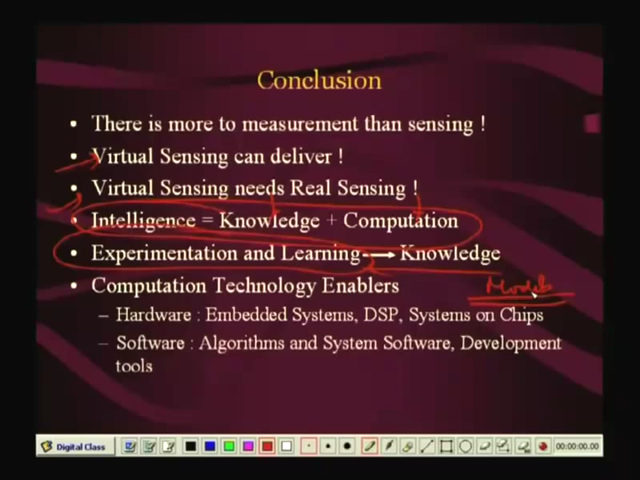 Conclusion
• There is more to measurement than sensing !
• Virtual Sensing can deliver !
• Virtual Sensing needs Real Sensing !
• Intelligence = Knowledge + Computation
• Experimentation and Learning → Knowledge
• Computation Technology Enablers
Models
– Hardware : Embedded Systems, DSP, Systems on Chips
– Software : Algorithms and System Software, Development
tools
Digital Class
00:00:00.00